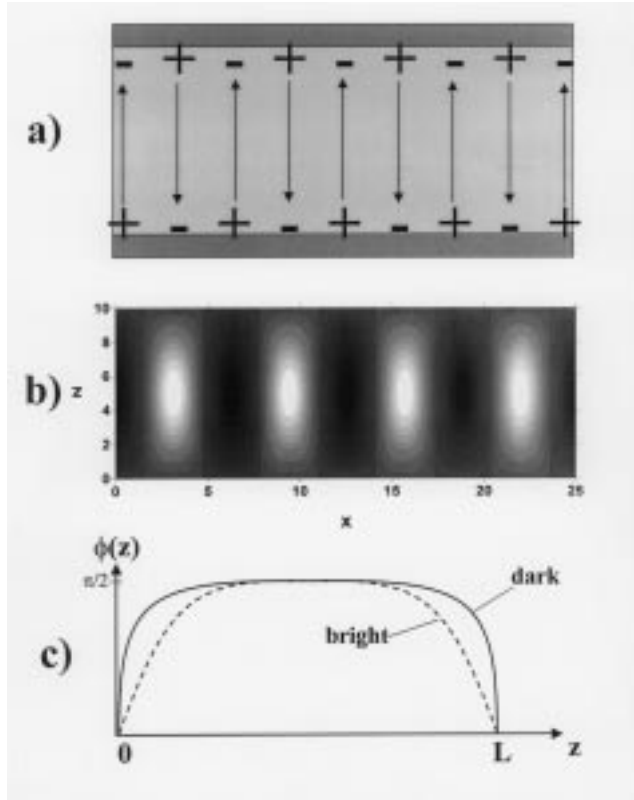 a)
- + - + - + - + -
+ - + - + - + - +
b)
z
10
8
6
4
2
0
0 5 10 15 20 25
x
c)
ϕ(z)
π/2
dark
bright
0 L z